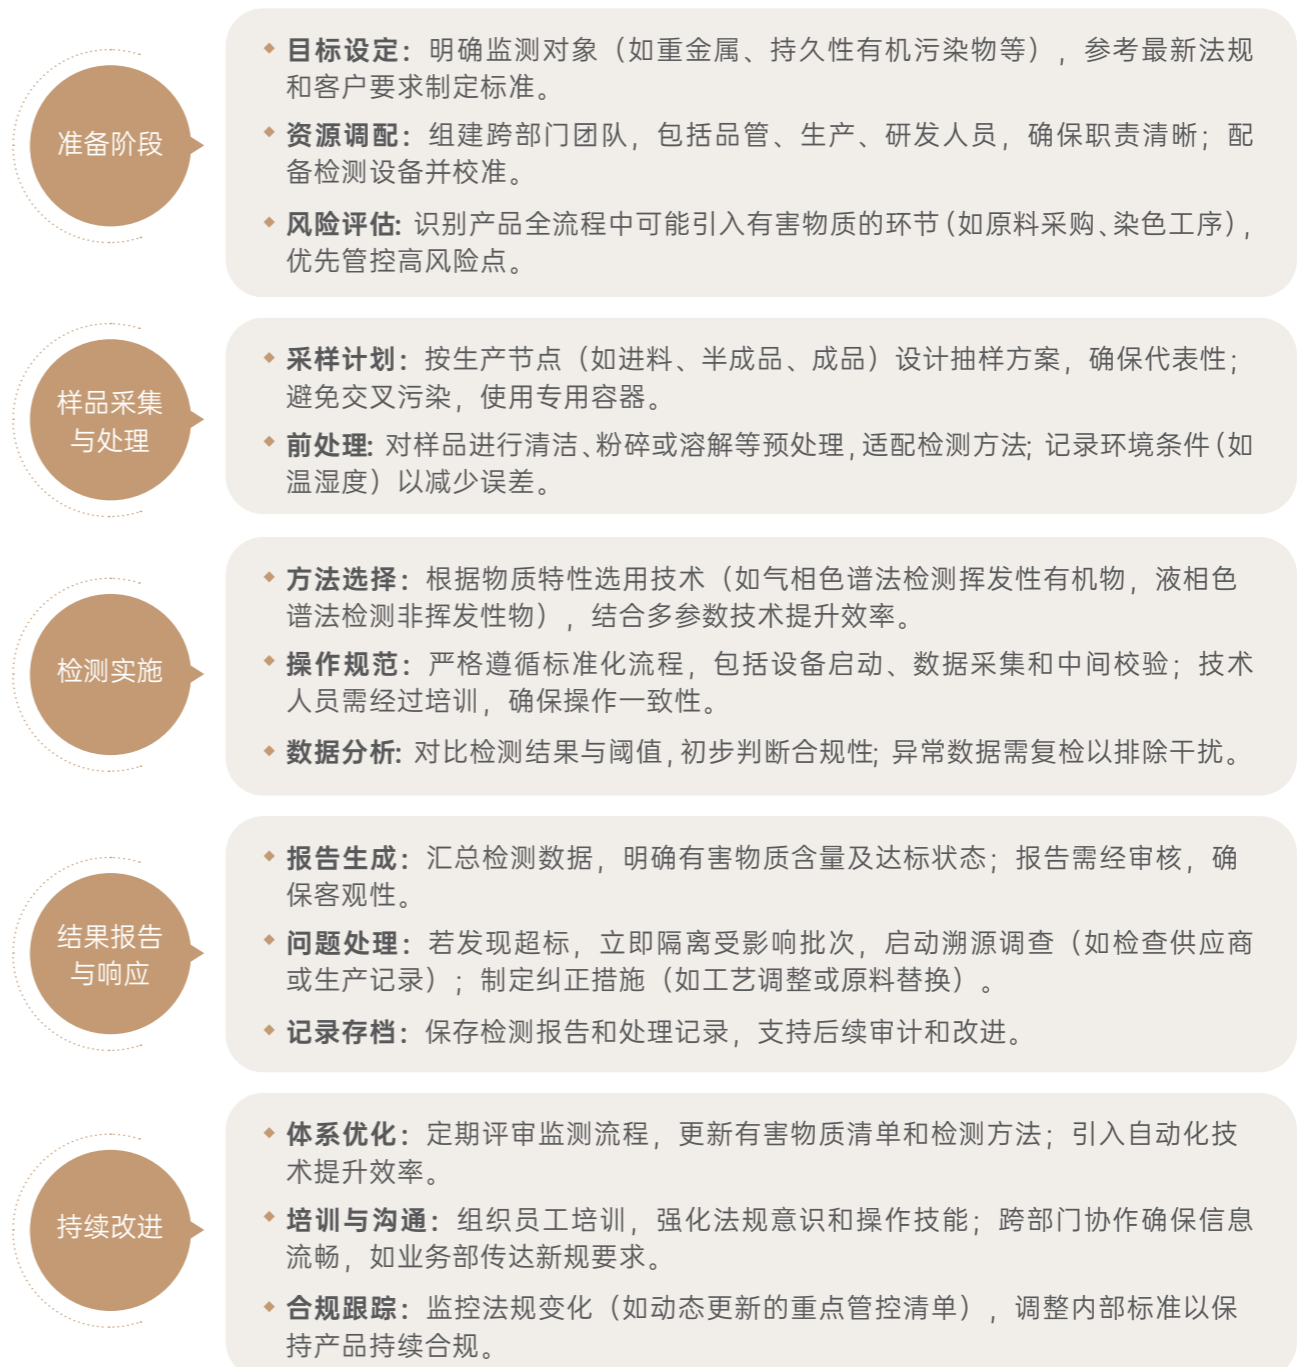 准备阶段
目标设定：明确监测对象（如重金属、持久性有机污染物等），参考最新法规
和客户要求制定标准。
资源调配：组建跨部门团队，包括品管、生产、研发人员，确保职责清晰；配
备检测设备并校准。
风险评估：识别产品全流程中可能引入有害物质的环节（如原料采购、染色工序），
优先管控高风险点。
样品采集
与处理
采样计划：按生产节点（如进料、半成品、成品）设计抽样方案，确保代表性；
避免交叉污染，使用专用容器。
前处理：对样品进行清洁、粉碎或溶解等预处理，适配检测方法；记录环境条件（如
温湿度）以减少误差。
检测实施
方法选择：根据物质特性选用技术（如气相色谱法检测挥发性有机物，液相色
谱法检测非挥发性物），结合多参数技术提升效率。
操作规范：严格遵循标准化流程，包括设备启动、数据采集和中间校验；技术
人员需经过培训，确保操作一致性。
数据分析：对比检测结果与阈值，初步判断合规性；异常数据需复检以排除干扰。
结果报告
与响应
报告生成：汇总检测数据，明确有害物质含量及达标状态；报告需经审核，确
保客观性。
问题处理：若发现超标，立即隔离受影响批次，启动溯源调查（如检查供应商
或生产记录）；制定纠正措施（如工艺调整或原料替换）。
记录存档：保存检测报告和处理记录，支持后续审计和改进。
持续改进
体系优化：定期评审监测流程，更新有害物质清单和检测方法；引入自动化技
术提升效率。
培训与沟通：组织员工培训，强化法规意识和操作技能；跨部门协作确保信息
流畅，如业务部传达新规要求。
合规跟踪：监控法规变化（如动态更新的重点管控清单），调整内部标准以保
持产品持续合规。